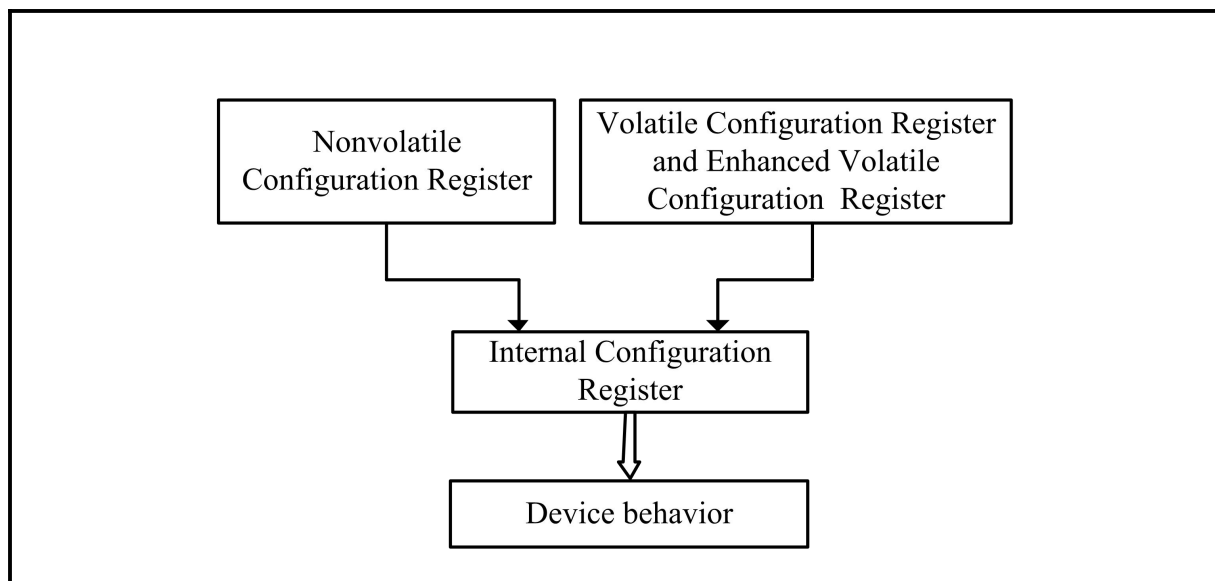 Nonvolatile
Configuration Register
Volatile Configuration Register
and Enhanced Volatile
Configuration  Register
Internal Configuration
Register
Device behavior